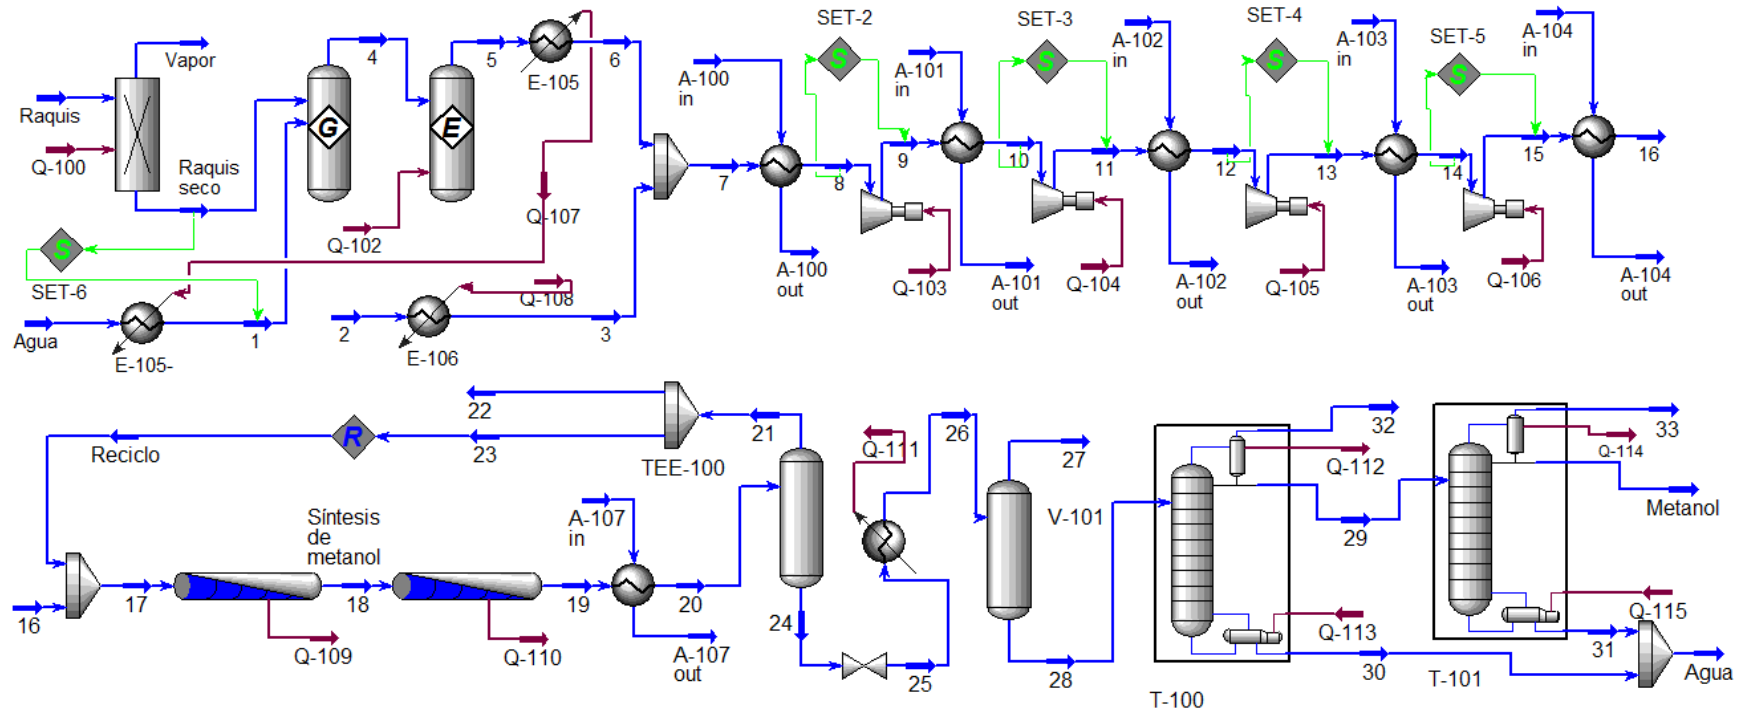 SET-2
SET-3
SET-4
SET-5
Vapor
4
5
E-105
6
A-100
in
A-101
in
A-102
in
A-103
in
A-104
in
S
S
S
S
Raquis
Q-100
G
E
Raquis
seco
Q-102
Q-107
7
8
9
10
11
12
13
14
15
16
S
SET-6
Agua
E-105-
1
2
Q-108
E-106
3
A-100
out
Q-103
A-101
out
Q-104
A-102
out
Q-105
A-103
out
Q-106
A-104
out
22
21
R
Reciclo
23
TEE-100
Q-111
26
27
V-101
32
Q-112
33
Q-114
Metanol
29
Síntesis
de
metanol
A-107
in
16
17
18
19
20
24
25
28
Q-109
Q-110
A-107
out
Q-113
30
T-100
Q-115
31
T-101
Agua